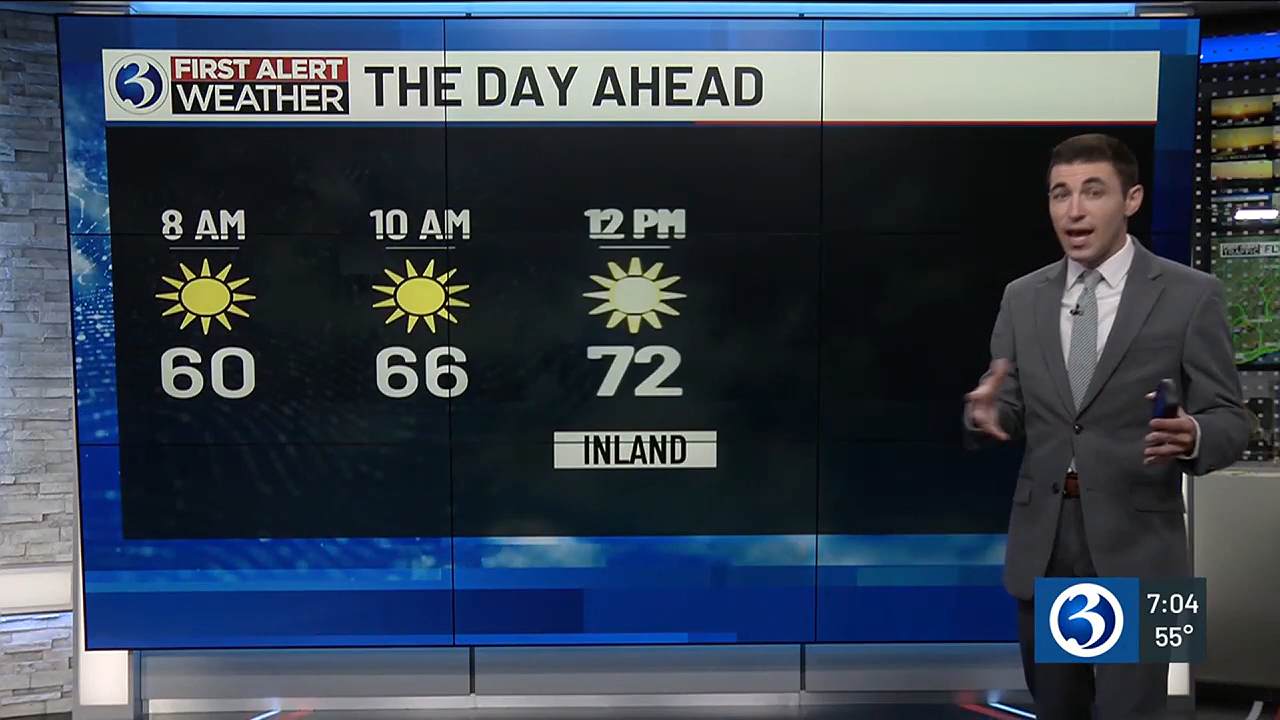 3 FIRST ALERT
WEATHER
THE DAY AHEAD
8 AM
10 AM
12 PM
60
66
72
INLAND
3
7:04
55°